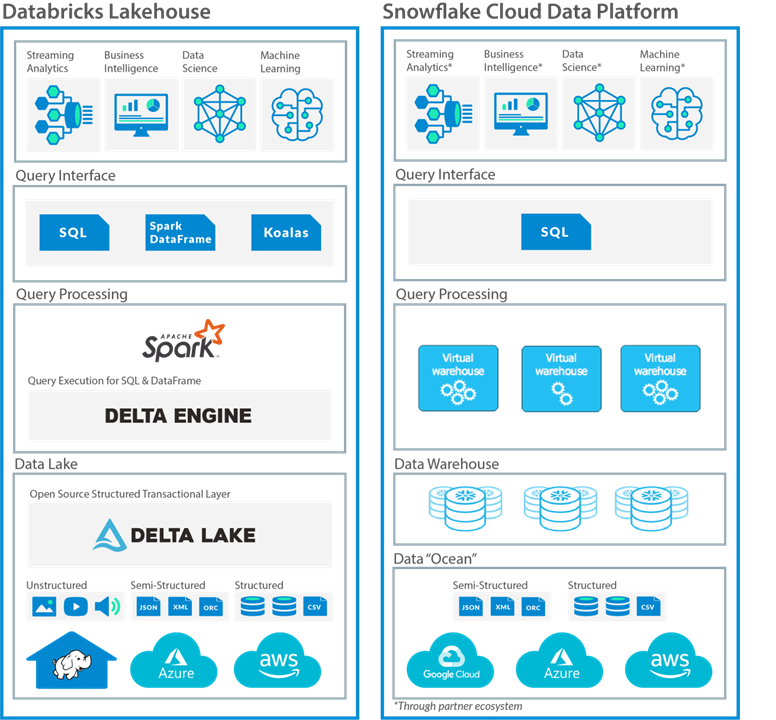 Databricks Lakehouse
Streaming Analytics
Business Intelligence
Data Science
Machine Learning
Query Interface
SQL
Spark DataFrame
Koalas
Query Processing
APACHE
Spark™
Query Execution for SQL & DataFrame
DELTA ENGINE
Data Lake
Open Source Structured Transactional Layer
DELTA LAKE
Unstructured
Semi-Structured
Structured
JSON
XML
ORC
CSV
Azure
aws
Snowflake Cloud Data Platform
Streaming Analytics*
Business Intelligence*
Data Science*
Machine Learning*
Query Interface
SQL
Query Processing
Virtual warehouse
Virtual warehouse
Virtual warehouse
Data Warehouse
Data “Ocean”
Semi-Structured
Structured
JSON
XML
ORC
CSV
Google Cloud
Azure
aws
*Through partner ecosystem